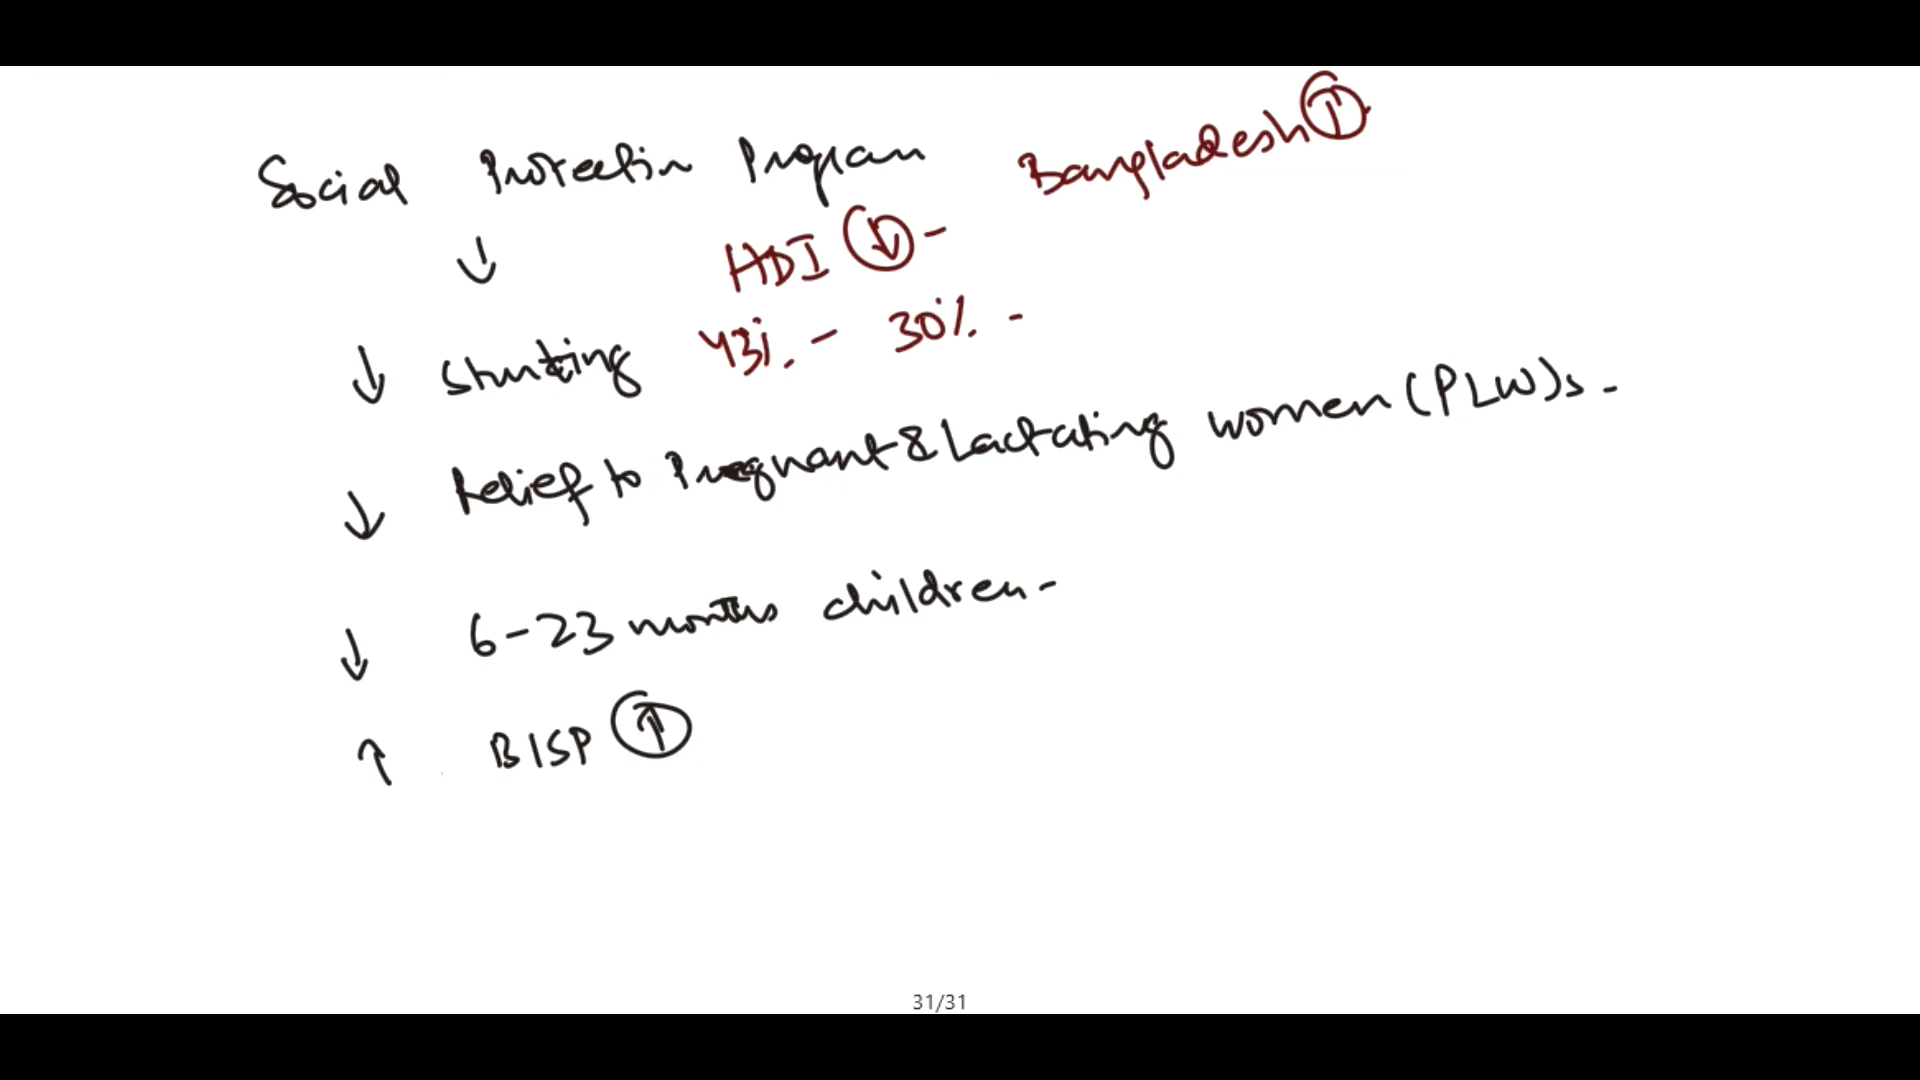 Social Protection Program Bangladesh ↑
↓ HDI ↓ -
↓ Stunting 43%. - 30%. -
↓ Relief to Pregnant & Lactating women (PLW)s -
↓ 6-23 months children -
↑ BISP ↑
31/31